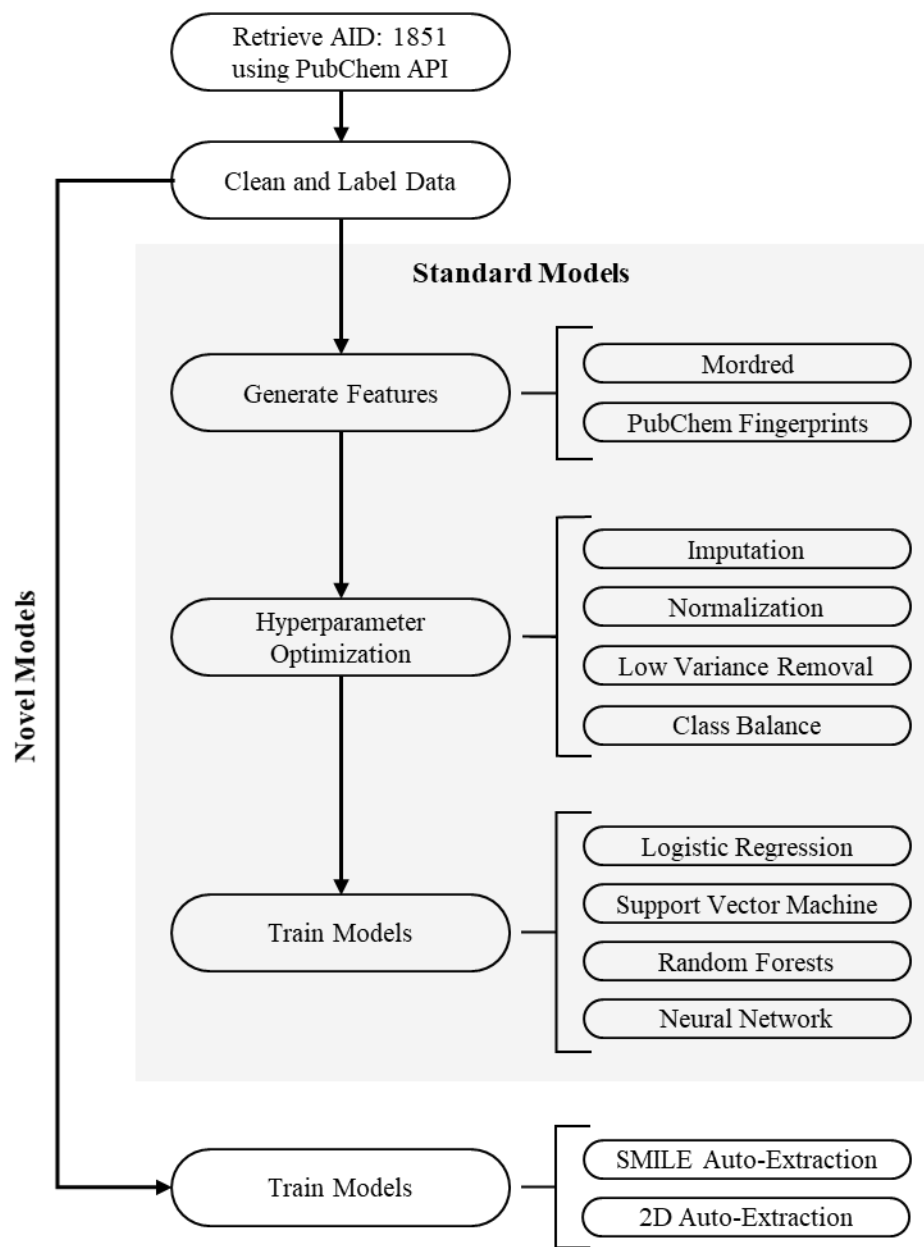 Retrieve AID: 1851
using PubChem API
Clean and Label Data
Standard Models
Generate Features
Mordred
PubChem Fingerprints
Hyperparameter
Optimization
Imputation
Normalization
Low Variance Removal
Class Balance
Novel Models
Train Models
Logistic Regression
Support Vector Machine
Random Forests
Neural Network
Train Models
SMILE Auto-Extraction
2D Auto-Extraction